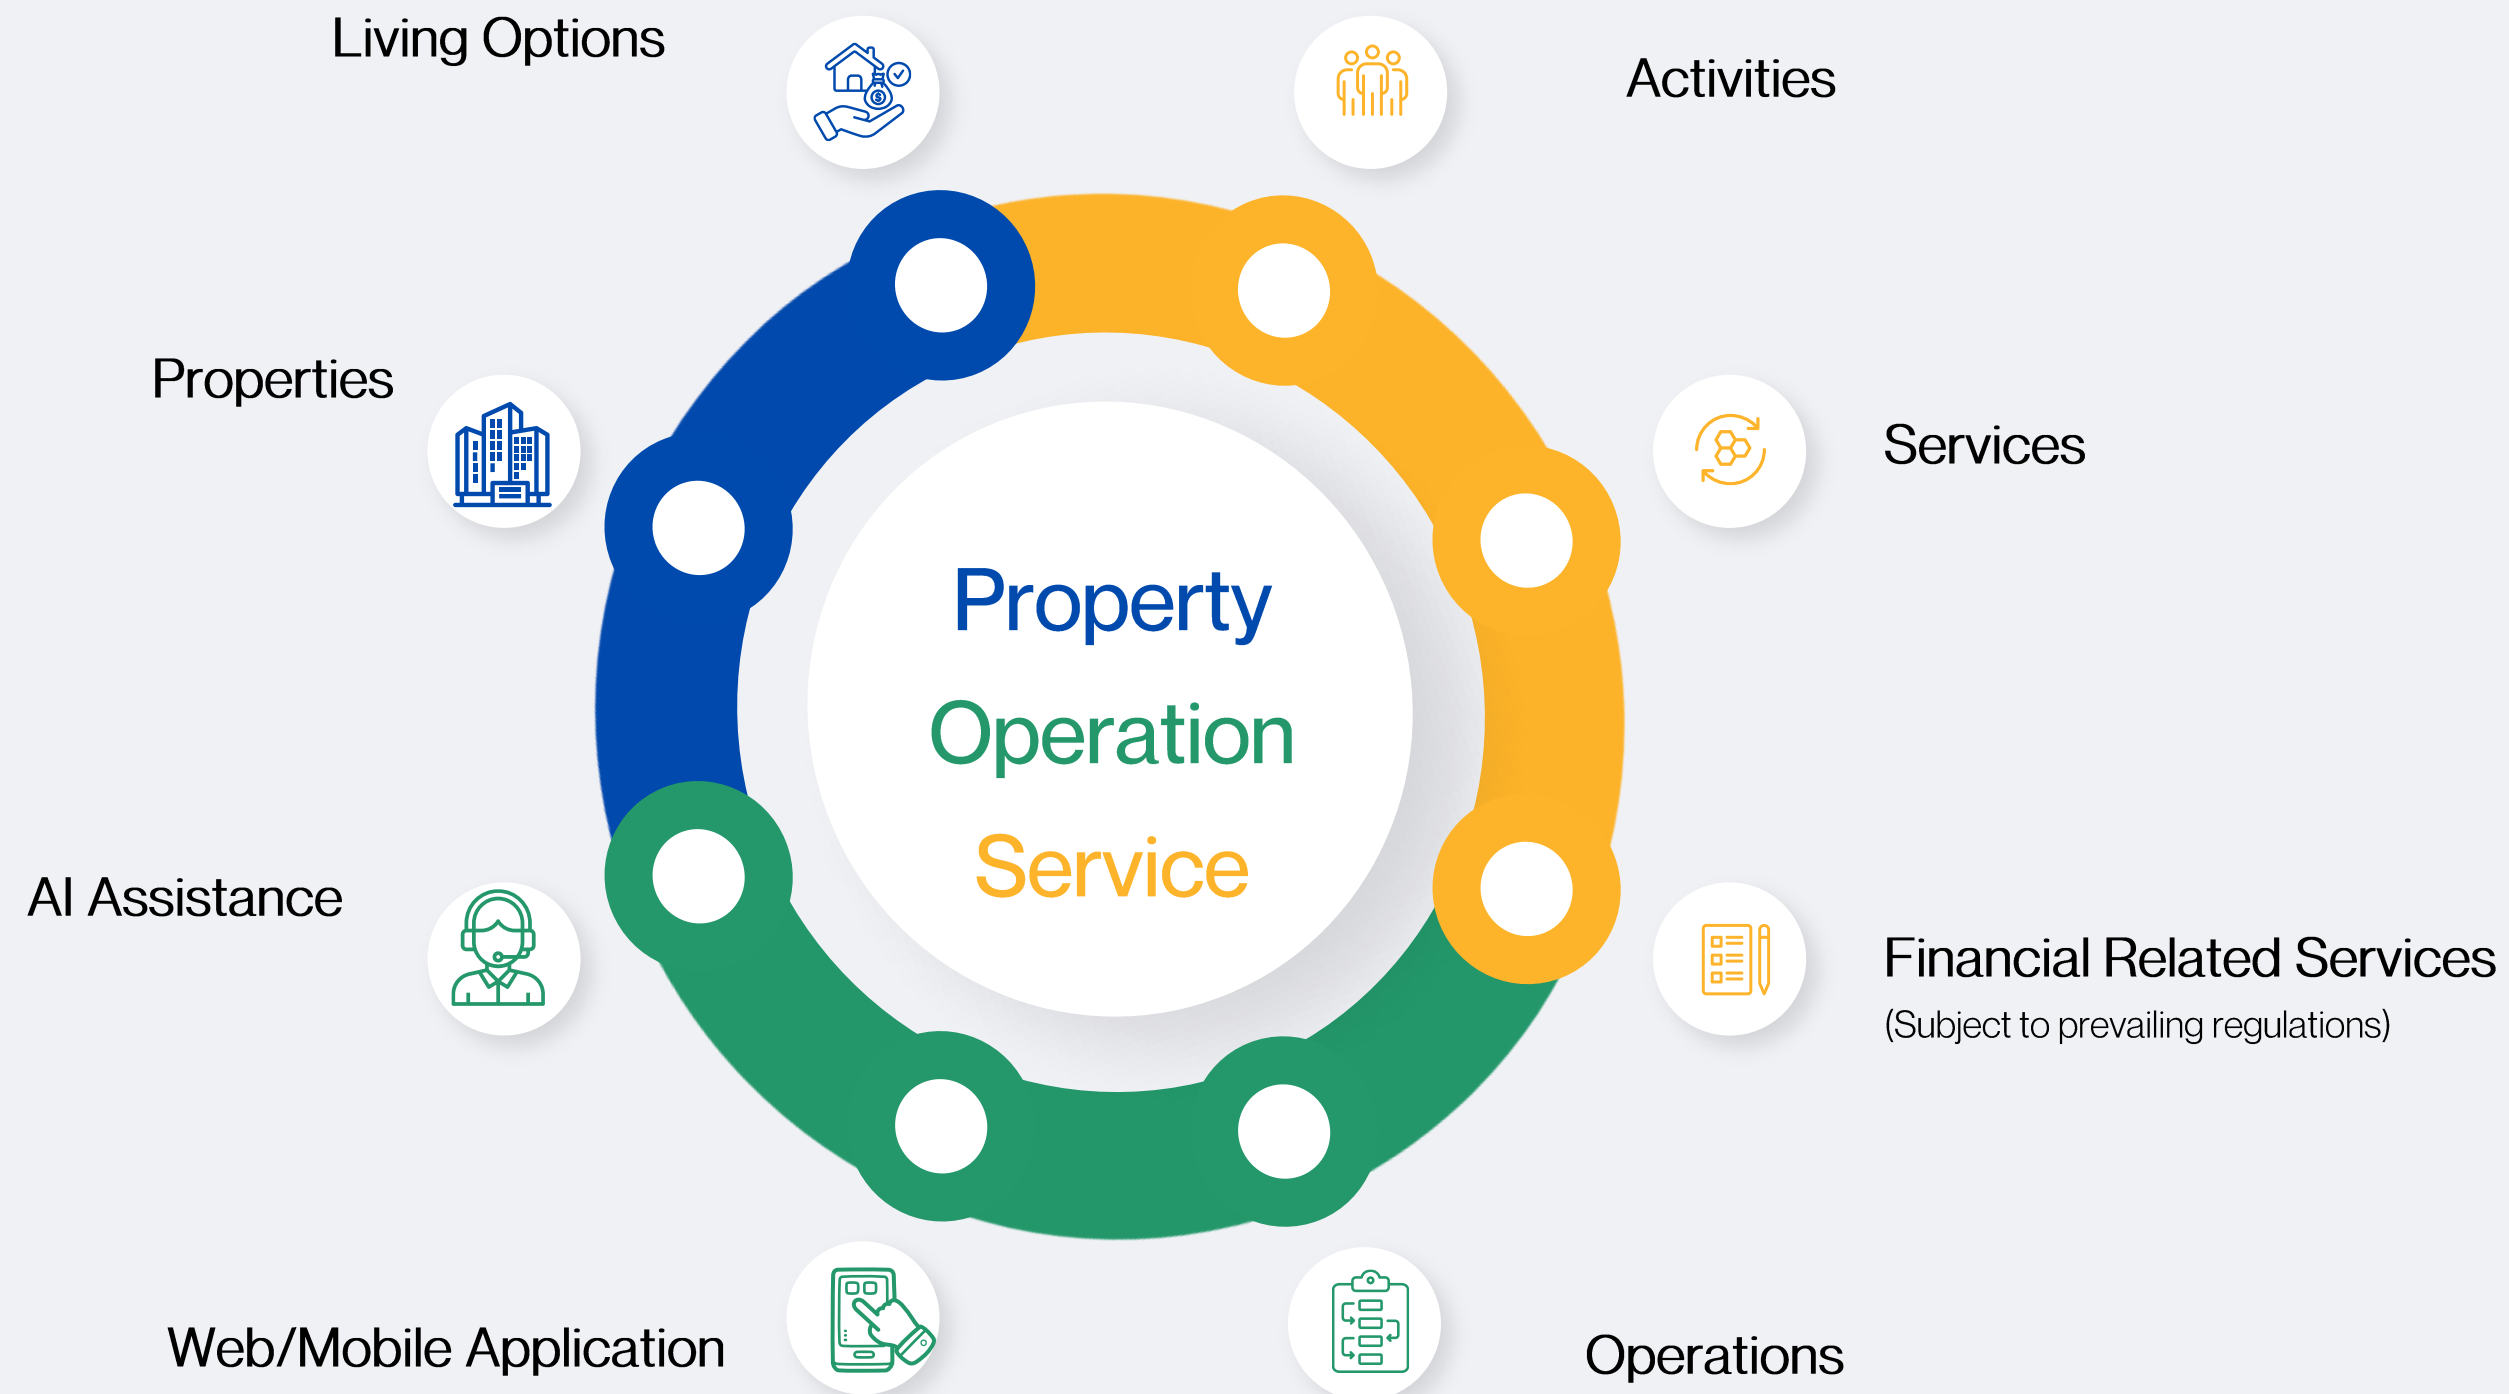 Living Options
Activities
Properties
Services
Property
Operation
Service
AI Assistance
Financial Related Services
(Subject to prevailing regulations)
Web/Mobile Application
Operations